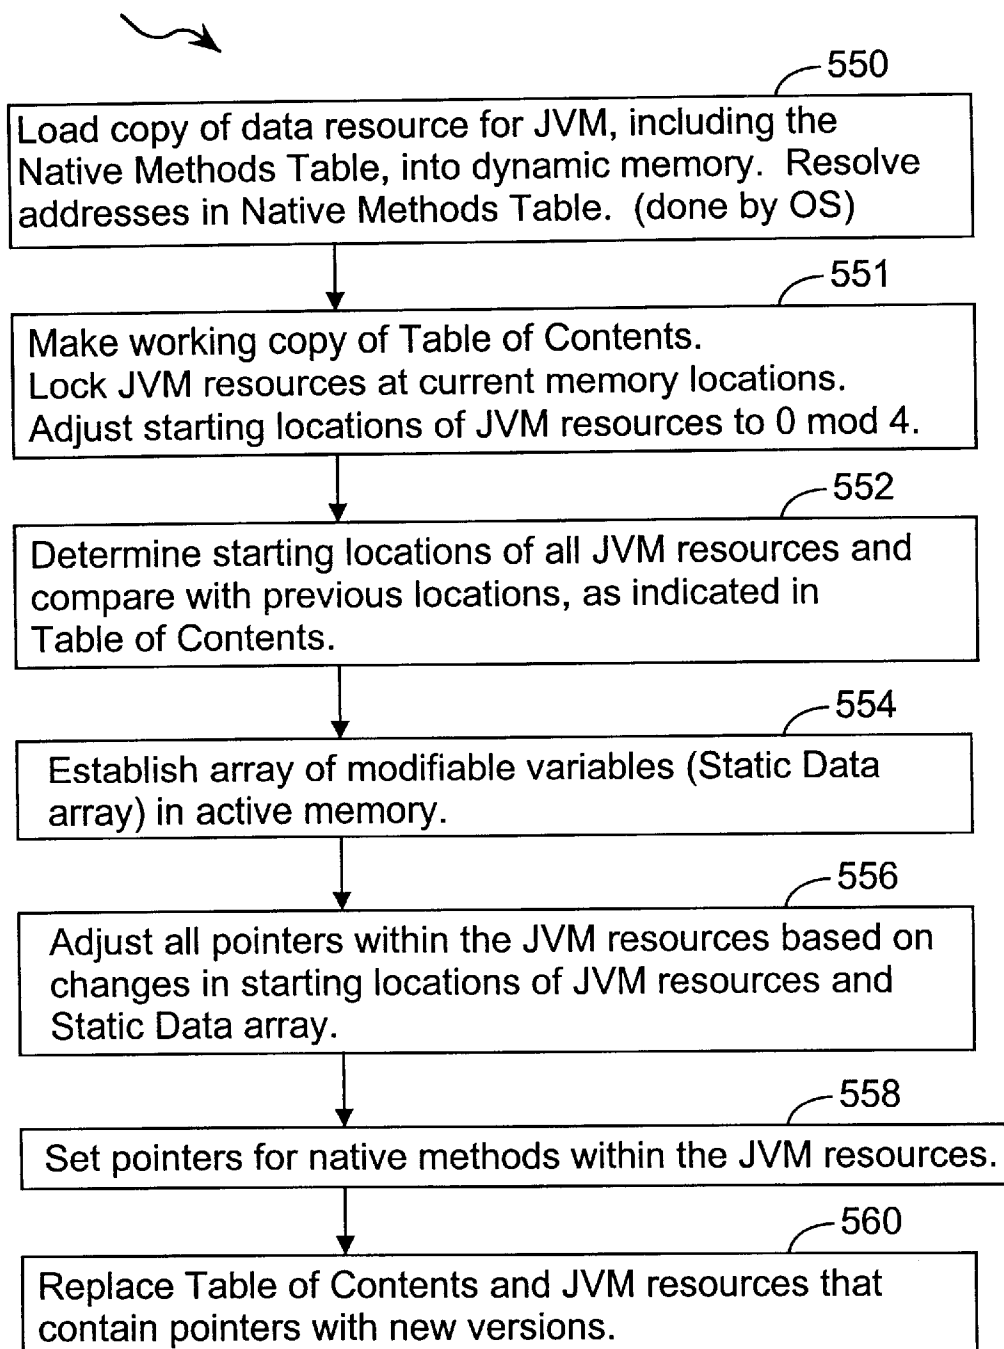 550
Load copy of data resource for JVM, including the
Native Methods Table, into dynamic memory.  Resolve
addresses in Native Methods Table.  (done by OS)
551
Make working copy of Table of Contents.
Lock JVM resources at current memory locations.
Adjust starting locations of JVM resources to 0 mod 4.
552
Determine starting locations of all JVM resources and
compare with previous locations, as indicated in
Table of Contents.
554
Establish array of modifiable variables (Static Data
array) in active memory.
556
Adjust all pointers within the JVM resources based on
changes in starting locations of JVM resources and
Static Data array.
558
Set pointers for native methods within the JVM resources.
560
Replace Table of Contents and JVM resources that
contain pointers with new versions.